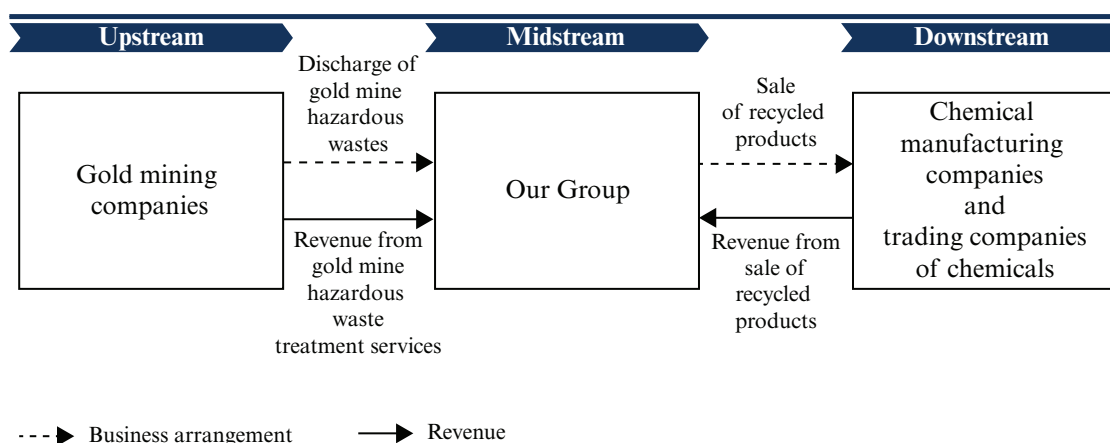 Upstream
Midstream
Downstream
Discharge of
gold mine
hazardous
wastes
Sale
of recycled
products
Gold mining
companies
Our Group
Chemical
manufacturing
companies
and
trading companies
of chemicals
Revenue from
gold mine
hazardous
waste
treatment services
Revenue from
sale of
recycled
products
Business arrangement
Revenue